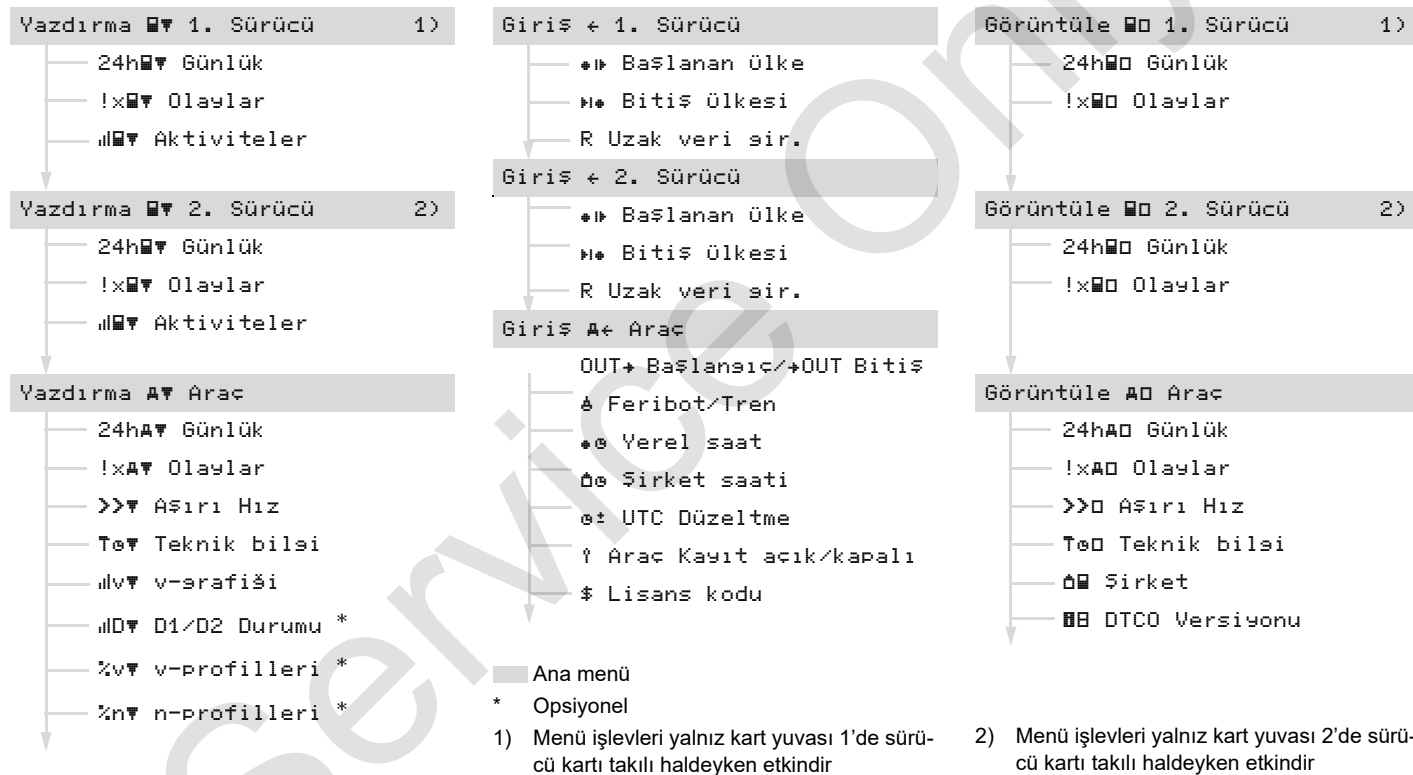 Yazdırma 1. Sürücü 1)
24h Günlük
!x Olaylar
Aktiviteler
Yazdırma 2. Sürücü 2)
24h Günlük
!x Olaylar
Aktiviteler
Yazdırma Araç
24h Günlük
!x Olaylar
>> Aşırı Hız
T Teknik bilgi
v v-grafiği
D D1/D2 Durumu *
%v v-profilleri *
%n n-profilleri *
Giriş ← 1. Sürücü
Başlanan ülke
Bitiş ülkesi
R Uzak veri gir.
Giriş ← 2. Sürücü
Başlanan ülke
Bitiş ülkesi
R Uzak veri gir.
Giriş A← Araç
OUT→ Başlangıç/→OUT Bitiş
Feribot/Tren
Yerel saat
Şirket saati
UTC Düzeltme
Araç Kayıt açık/kapalı
Lisans kodu
Ana menü
* Opsiyonel
1) Menü işlevleri yalnız kart yuvası 1’de sürü-
cü kartı takılı haldeyken etkindir
Görüntüle 1. Sürücü 1)
24h Günlük
!x Olaylar
Görüntüle 2. Sürücü 2)
24h Günlük
!x Olaylar
Görüntüle Araç
24h Günlük
!x Olaylar
>> Aşırı Hız
T Teknik bilgi
Şirket
DTCO Versiyonu
2) Menü işlevleri yalnız kart yuvası 2’de sürü-
cü kartı takılı haldeyken etkindir
Service Only